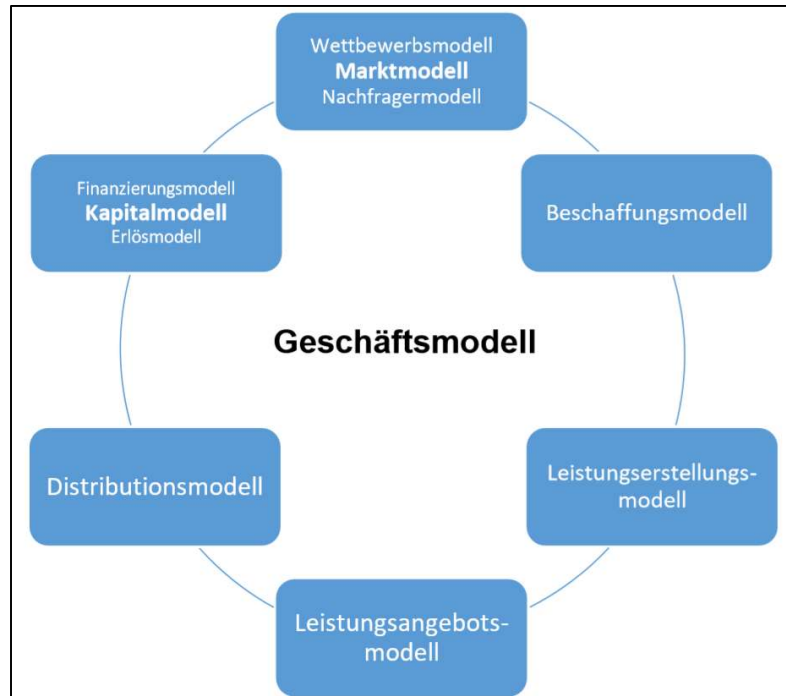 Wettbewerbsmodell
Marktmodell
Nachfragermodell
Beschaffungsmodell
Leistungserstellungs-
modell
Leistungsangebots-
modell
Distributionsmodell
Finanzierungsmodell
Kapitalmodell
Erlösmodell
Geschäftsmodell